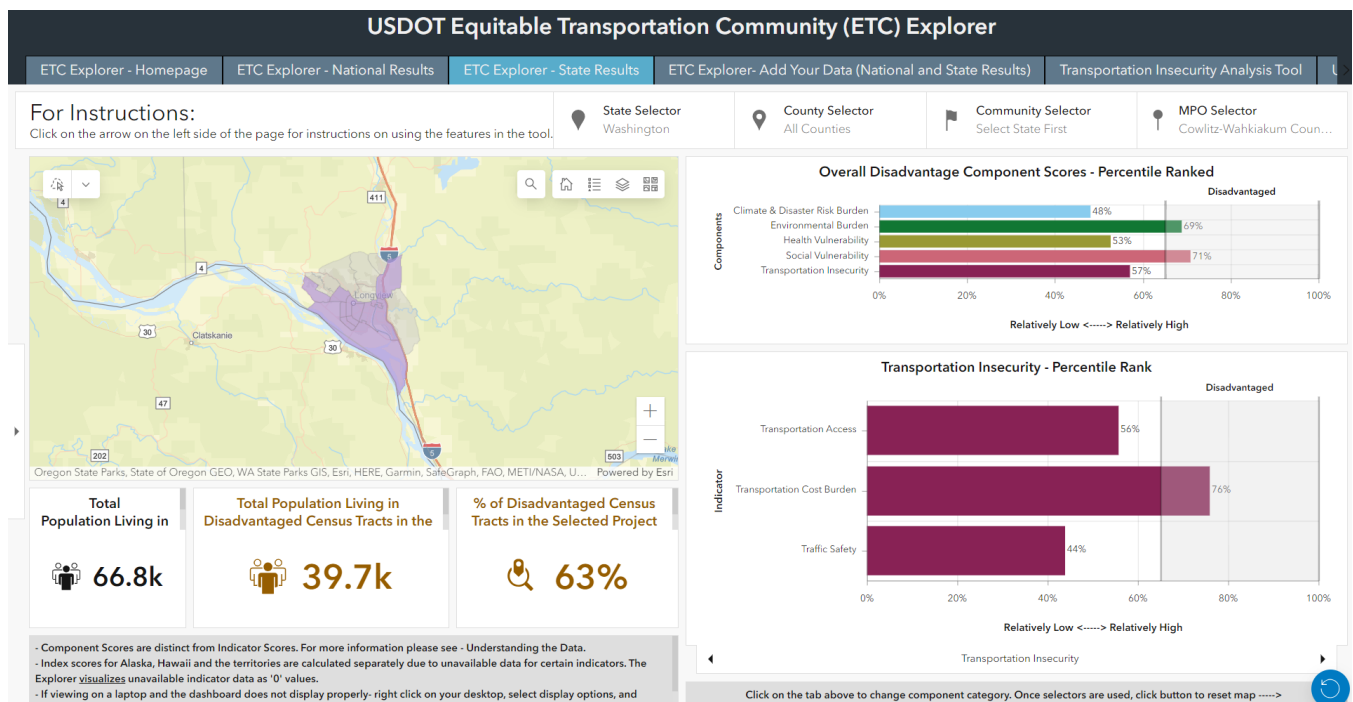 USDOT Equitable Transportation Community (ETC) Explorer
ETC Explorer - Homepage
ETC Explorer - National Results
ETC Explorer - State Results
ETC Explorer- Add Your Data (National and State Results)
Transportation Insecurity Analysis Tool
For Instructions:
Click on the arrow on the left side of the page for instructions on using the features in the tool.
State Selector
Washington
County Selector
All Counties
Community Selector
Select State First
MPO Selector
Cowlitz-Wahkiakum Coun...
4
411
5
4
Longview
30
Clatskanie
30
47
202
5
503
Merwin
Oregon State Parks, State of Oregon GEO, WA State Parks GIS, Esri, HERE, Garmin, SafeGraph, FAO, METI/NASA, U... Powered by Esri
Total
Population Living in
66.8k
Total Population Living in
Disadvantaged Census Tracts in the
39.7k
% of Disadvantaged Census
Tracts in the Selected Project
63%
- Component Scores are distinct from Indicator Scores. For more information please see - Understanding the Data.
- Index scores for Alaska, Hawaii and the territories are calculated separately due to unavailable data for certain indicators. The
Explorer visualizes unavailable indicator data as '0' values.
- If viewing on a laptop and the dashboard does not display properly- right click on your desktop, select display options, and
Overall Disadvantage Component Scores - Percentile Ranked
Disadvantaged
Components
Climate & Disaster Risk Burden 48%
Environmental Burden 69%
Health Vulnerability 53%
Social Vulnerability 71%
Transportation Insecurity 57%
0% 20% 40% 60% 80% 100%
Relatively Low <-----> Relatively High
Transportation Insecurity - Percentile Rank
Disadvantaged
Indicator
Transportation Access 56%
Transportation Cost Burden 76%
Traffic Safety 44%
0% 20% 40% 60% 80% 100%
Relatively Low <-----> Relatively High
Transportation Insecurity
Click on the tab above to change component category. Once selectors are used, click button to reset map ----->